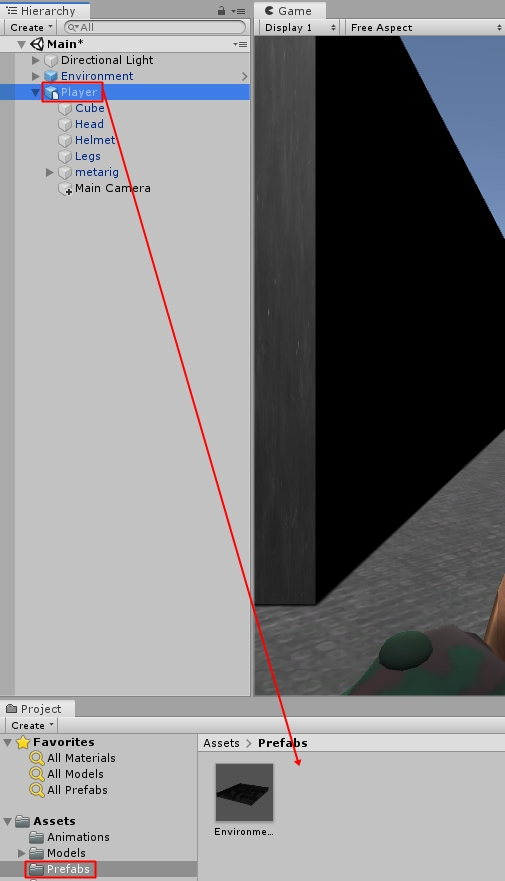 Hierarchy
Create
All
Main*
Directional Light
Environment
Player
Cube
Head
Helmet
Legs
metarig
Main Camera
Game
Display 1
Free Aspect
Project
Create
Favorites
All Materials
All Models
All Prefabs
Assets
Animations
Models
Prefabs
Assets > Prefabs
Environme...